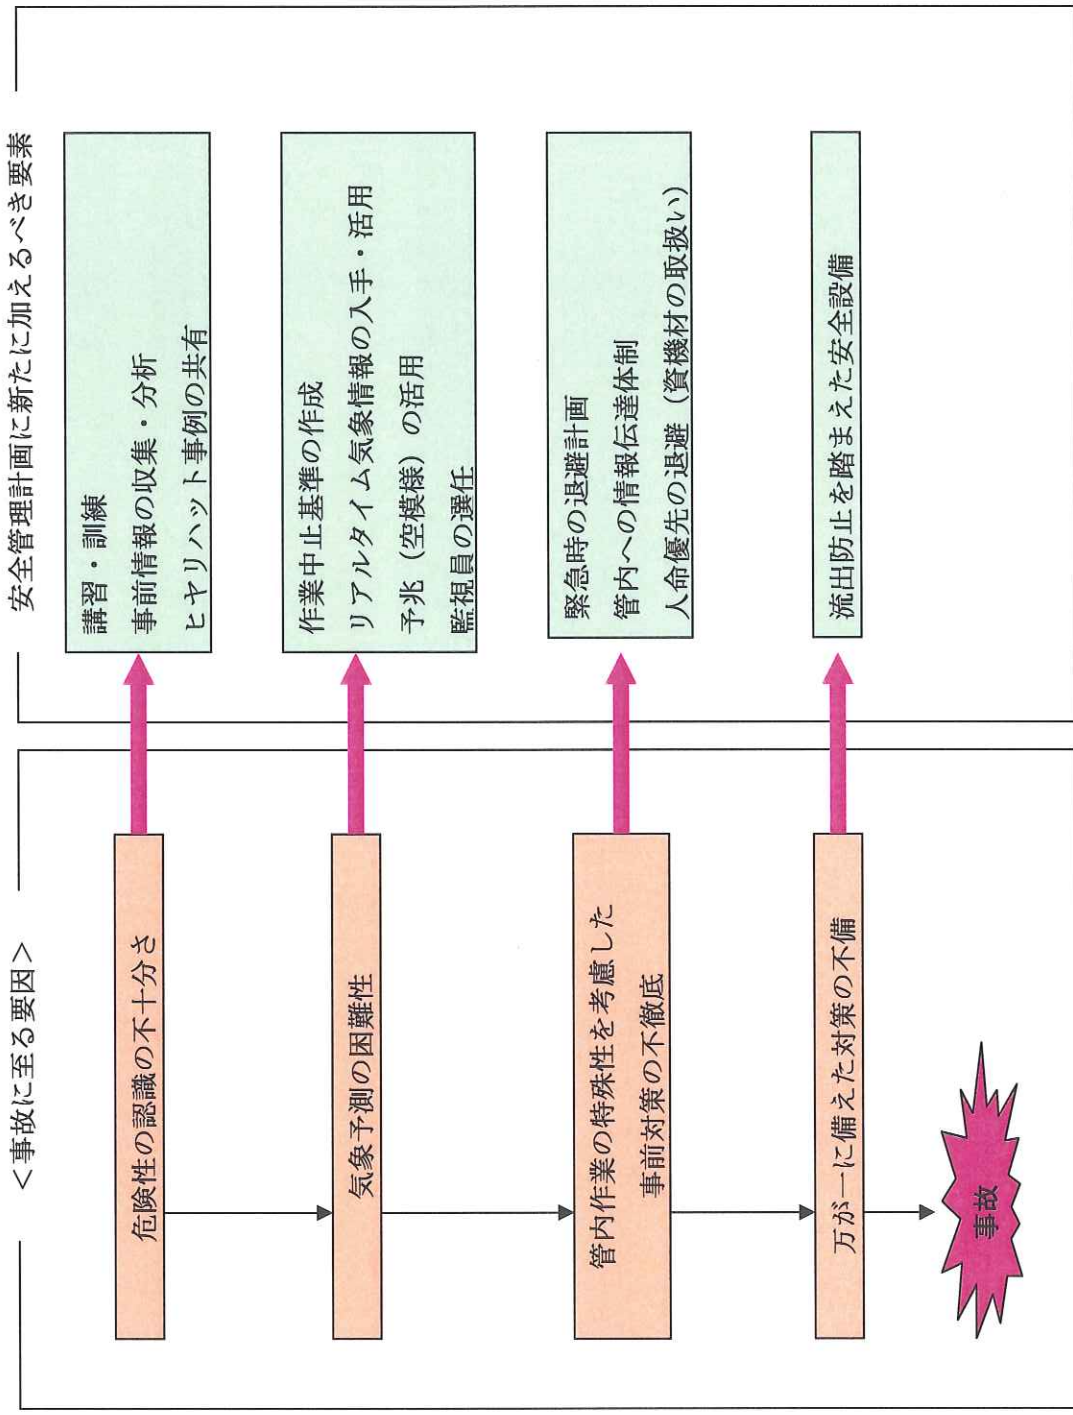 <事故に至る要因>
危険性の認識の不十分さ
気象予測の困難性
管内作業の特殊性を考慮した
事前対策の不徹底
万が一に備えた対策の不備
事故
安全管理計画に新たに加えるべき要素
講習・訓練
事前情報の収集・分析
ヒヤリハット事例の共有
作業中止基準の作成
リアルタイム気象情報の入手・活用
予兆（空模様）の活用
監視員の選任
緊急時の退避計画
管内への情報伝達体制
人命優先の退避（資機材の取扱い）
流出防止を踏まえた安全設備